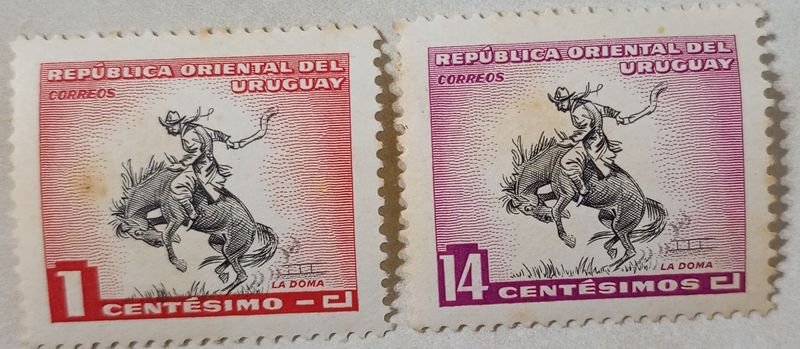 REPÚBLICA ORIENTAL DEL
URUGUAY
CORREOS
LA DOMA
1 CENTÉSIMO
REPÚBLICA ORIENTAL DEL
URUGUAY
CORREOS
LA DOMA
14 CENTÉSIMOS